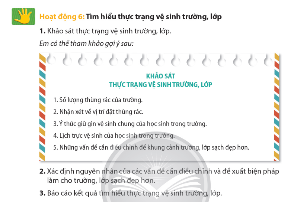 Hoạt động 6: Tìm hiểu thực trạng vệ sinh trường, lớp
1. Khảo sát thực trạng vệ sinh trường, lớp.
Em có thể tham khảo gợi ý sau:
KHẢO SÁT
THỰC TRẠNG VỆ SINH TRƯỜNG, LỚP
1. Số lượng thùng rác của trường.
2. Nhận xét về vị trí đặt thùng rác.
3. Ý thức giữ gìn vệ sinh chung của học sinh trong trường.
4. Lịch trực vệ sinh của học sinh trong trường.
5. Những vấn đề cần điều chỉnh để khung cảnh trường, lớp sạch đẹp hơn.
2. Xác định nguyên nhân của các vấn đề cần điều chỉnh và đề xuất biện pháp
làm cho trường, lớp sạch đẹp hơn.
3. Báo cáo kết quả tìm hiểu thực trạng vệ sinh trường, lớp.